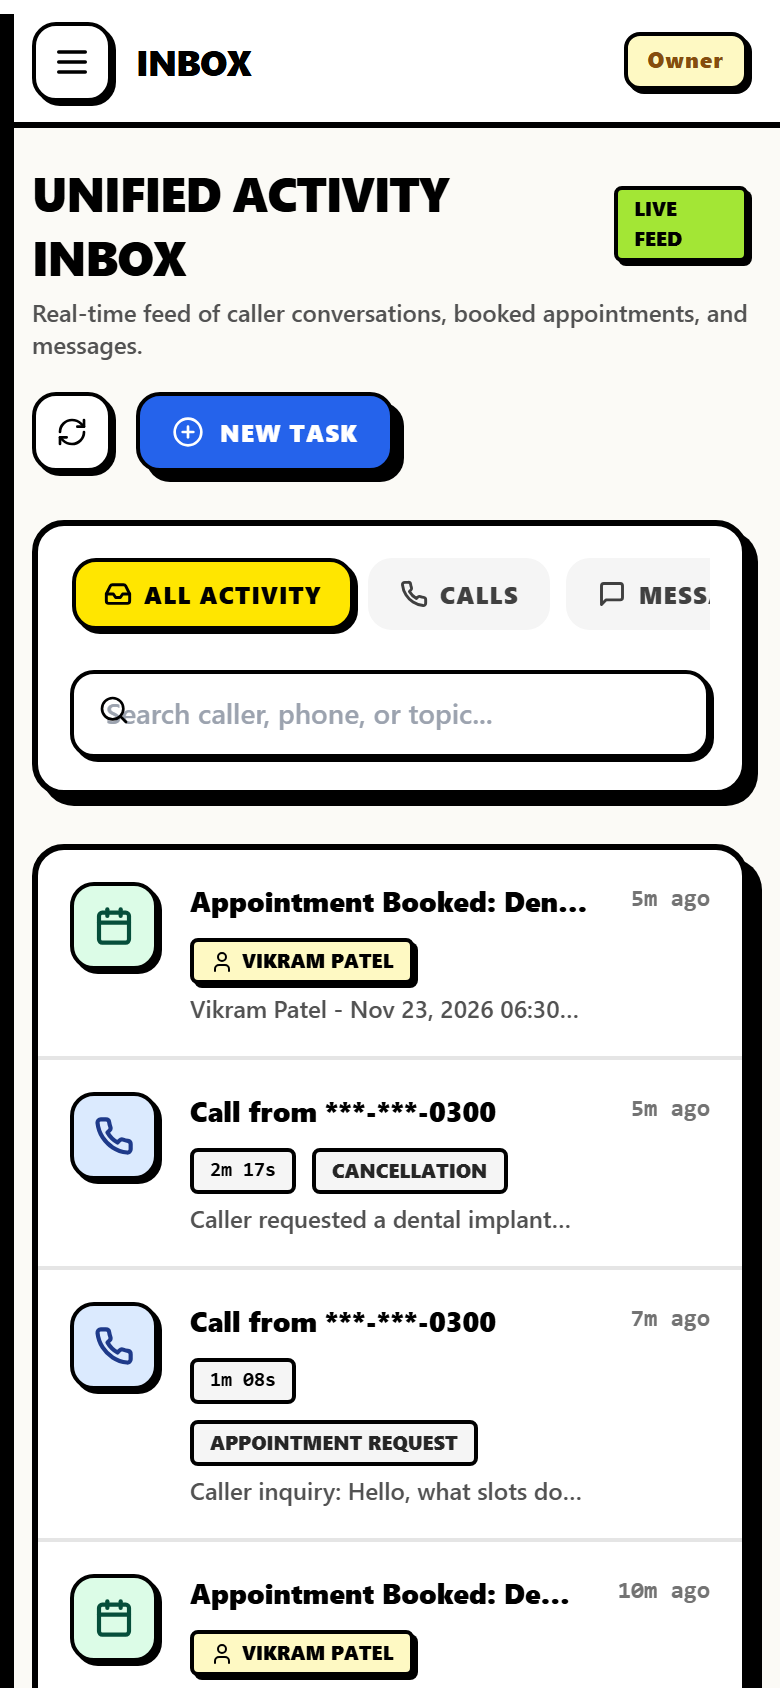 INBOX
Owner
UNIFIED ACTIVITY
INBOX
LIVE
FEED
Real-time feed of caller conversations, booked appointments, and
messages.
NEW TASK
ALL ACTIVITY
CALLS
MESSA
Search caller, phone, or topic...
Appointment Booked: Den...
5m ago
VIKRAM PATEL
Vikram Patel - Nov 23, 2026 06:30...
Call from ***-***-0300
5m ago
2m 17s
CANCELLATION
Caller requested a dental implant...
Call from ***-***-0300
7m ago
1m 08s
APPOINTMENT REQUEST
Caller inquiry: Hello, what slots do...
Appointment Booked: De...
10m ago
VIKRAM PATEL